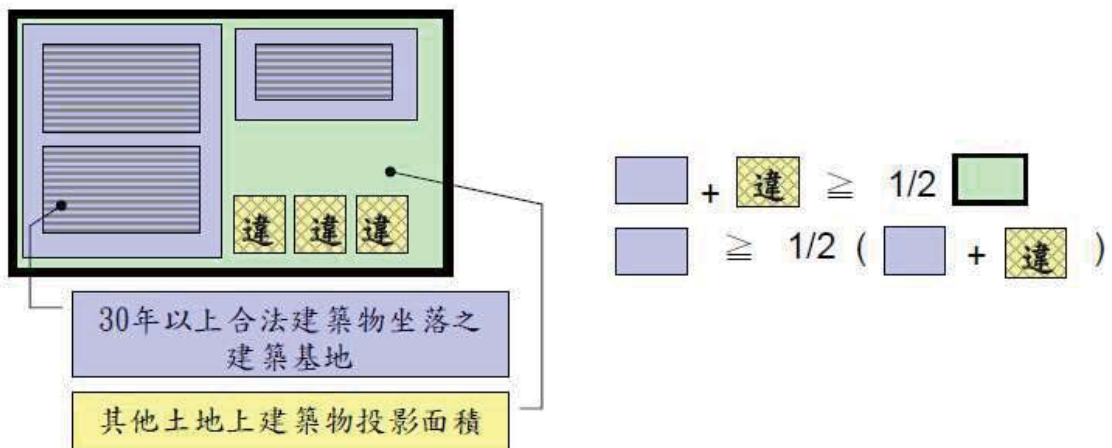 違 違 違
+ 違 ≧ 1/2
≧ 1/2 ( + 違 )
30年以上合法建築物坐落之
建築基地
其他土地上建築物投影面積